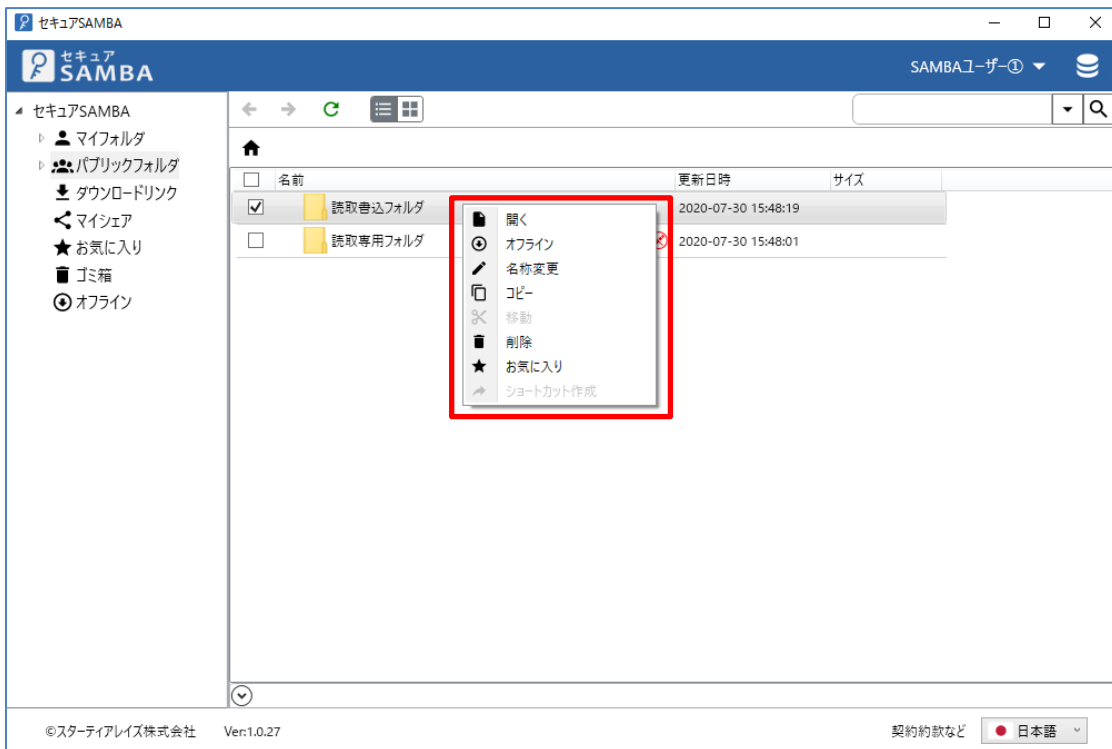 セキュアSAMBA
セキュア
SAMBA
SAMBAユーザー①
セキュアSAMBA
マイフォルダ
パブリックフォルダ
ダウンロードリンク
マイシェア
お気に入り
ゴミ箱
オフライン
名前 更新日時 サイズ
読取書込フォルダ 2020-07-30 15:48:19
読取専用フォルダ 2020-07-30 15:48:01
開く
オフライン
名称変更
コピー
移動
削除
お気に入り
ショートカット作成
©スターティアレイズ株式会社 Ver:1.0.27 契約約款など 日本語